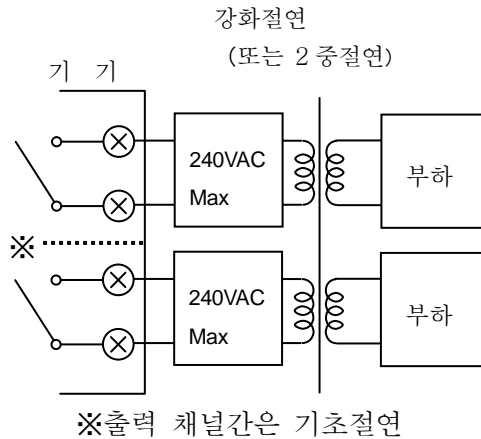 강화절연
(또는 2중절연)
기 기
240VAC
Max
부하
※
240VAC
Max
부하
※출력 채널간은 기초절연